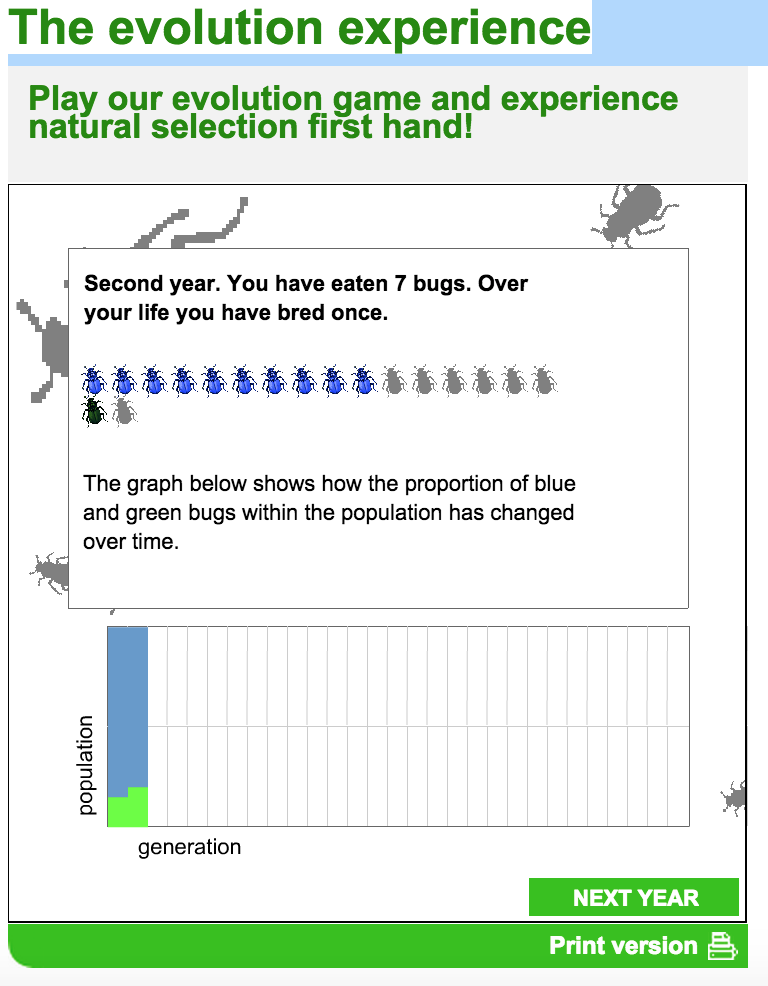 The evolution experience
Play our evolution game and experience
natural selection first hand!
Second year. You have eaten 7 bugs. Over
your life you have bred once.
The graph below shows how the proportion of blue
and green bugs within the population has changed
over time.
population
generation
NEXT YEAR
Print version